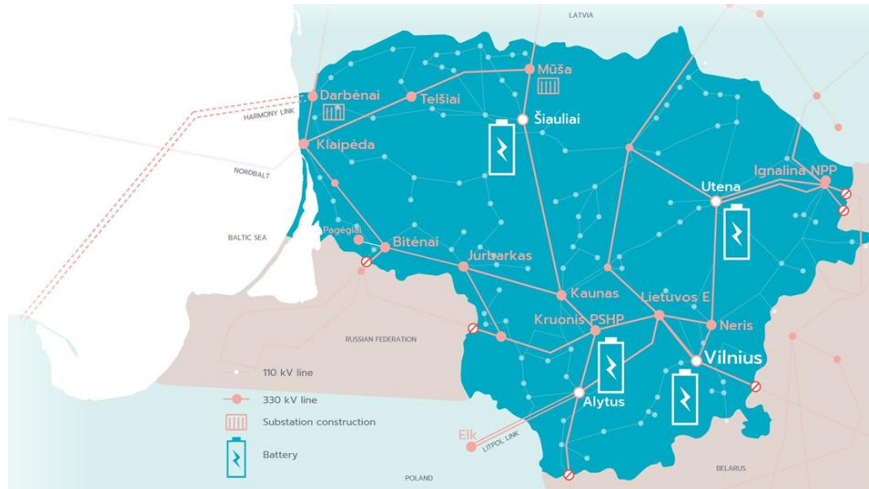 LATVIA
Mūša
Darbėnai
Telšiai
HARMONY LINK
Šiauliai
Klaipėda
Ignalina NPP
NORDBALT
Utena
Pagėgiai
BALTIC SEA
Bitėnai
Jurbarkas
Kaunas
Lietuvos E
Kruonis PSHP
Neris
RUSSIAN FEDERATION
Vilnius
110 kV line
330 kV line
Alytus
Substation construction
Elk
LITPOL LINK
Battery
BELARUS
POLAND